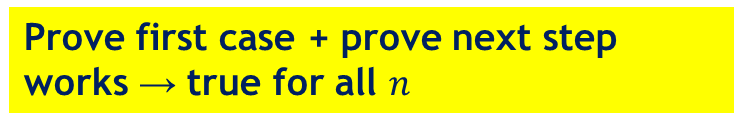 Prove first case + prove next step
works → true for all 𝑛